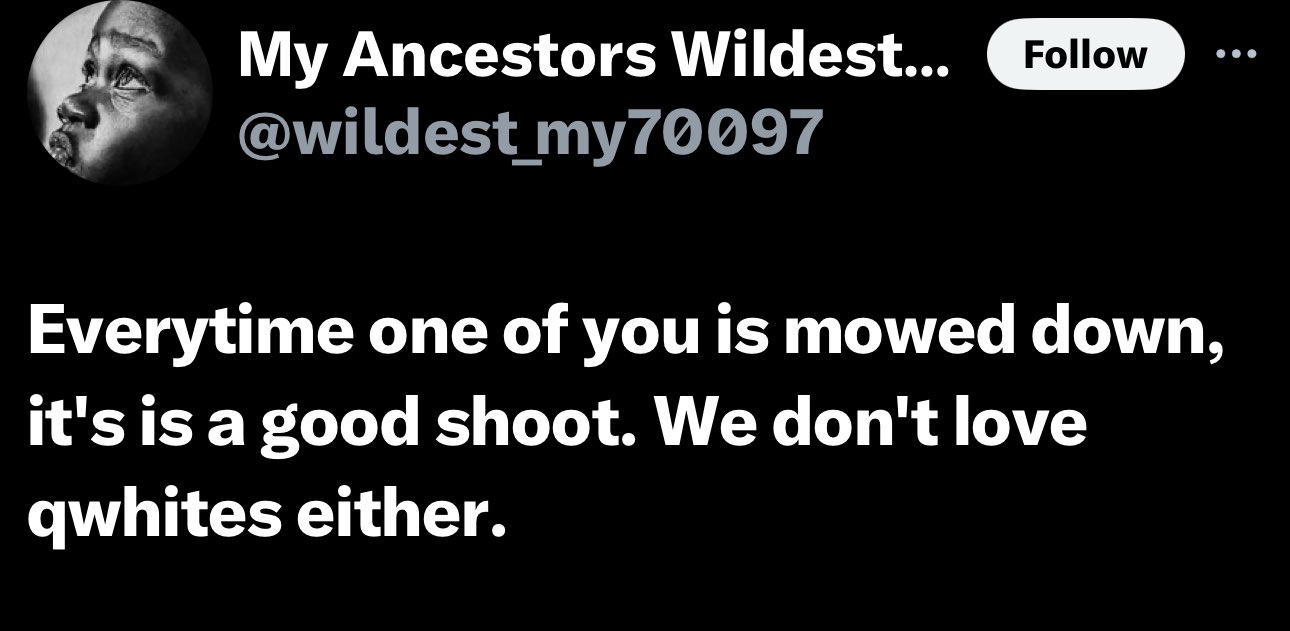 My Ancestors Wildest...
Follow
@wildest_my70097
Everytime one of you is mowed down,
it's is a good shoot. We don't love
qwhites either.